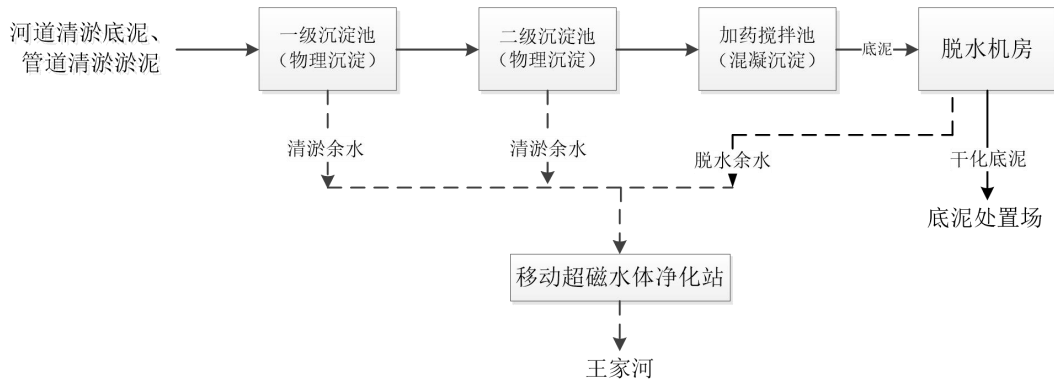 河道清淤底泥、
管道清淤淤泥
一级沉淀池
（物理沉淀）
二级沉淀池
（物理沉淀）
加药搅拌池
（混凝沉淀）
底泥
脱水机房
清淤余水
清淤余水
脱水余水
干化底泥
底泥处置场
移动超磁水体净化站
王家河